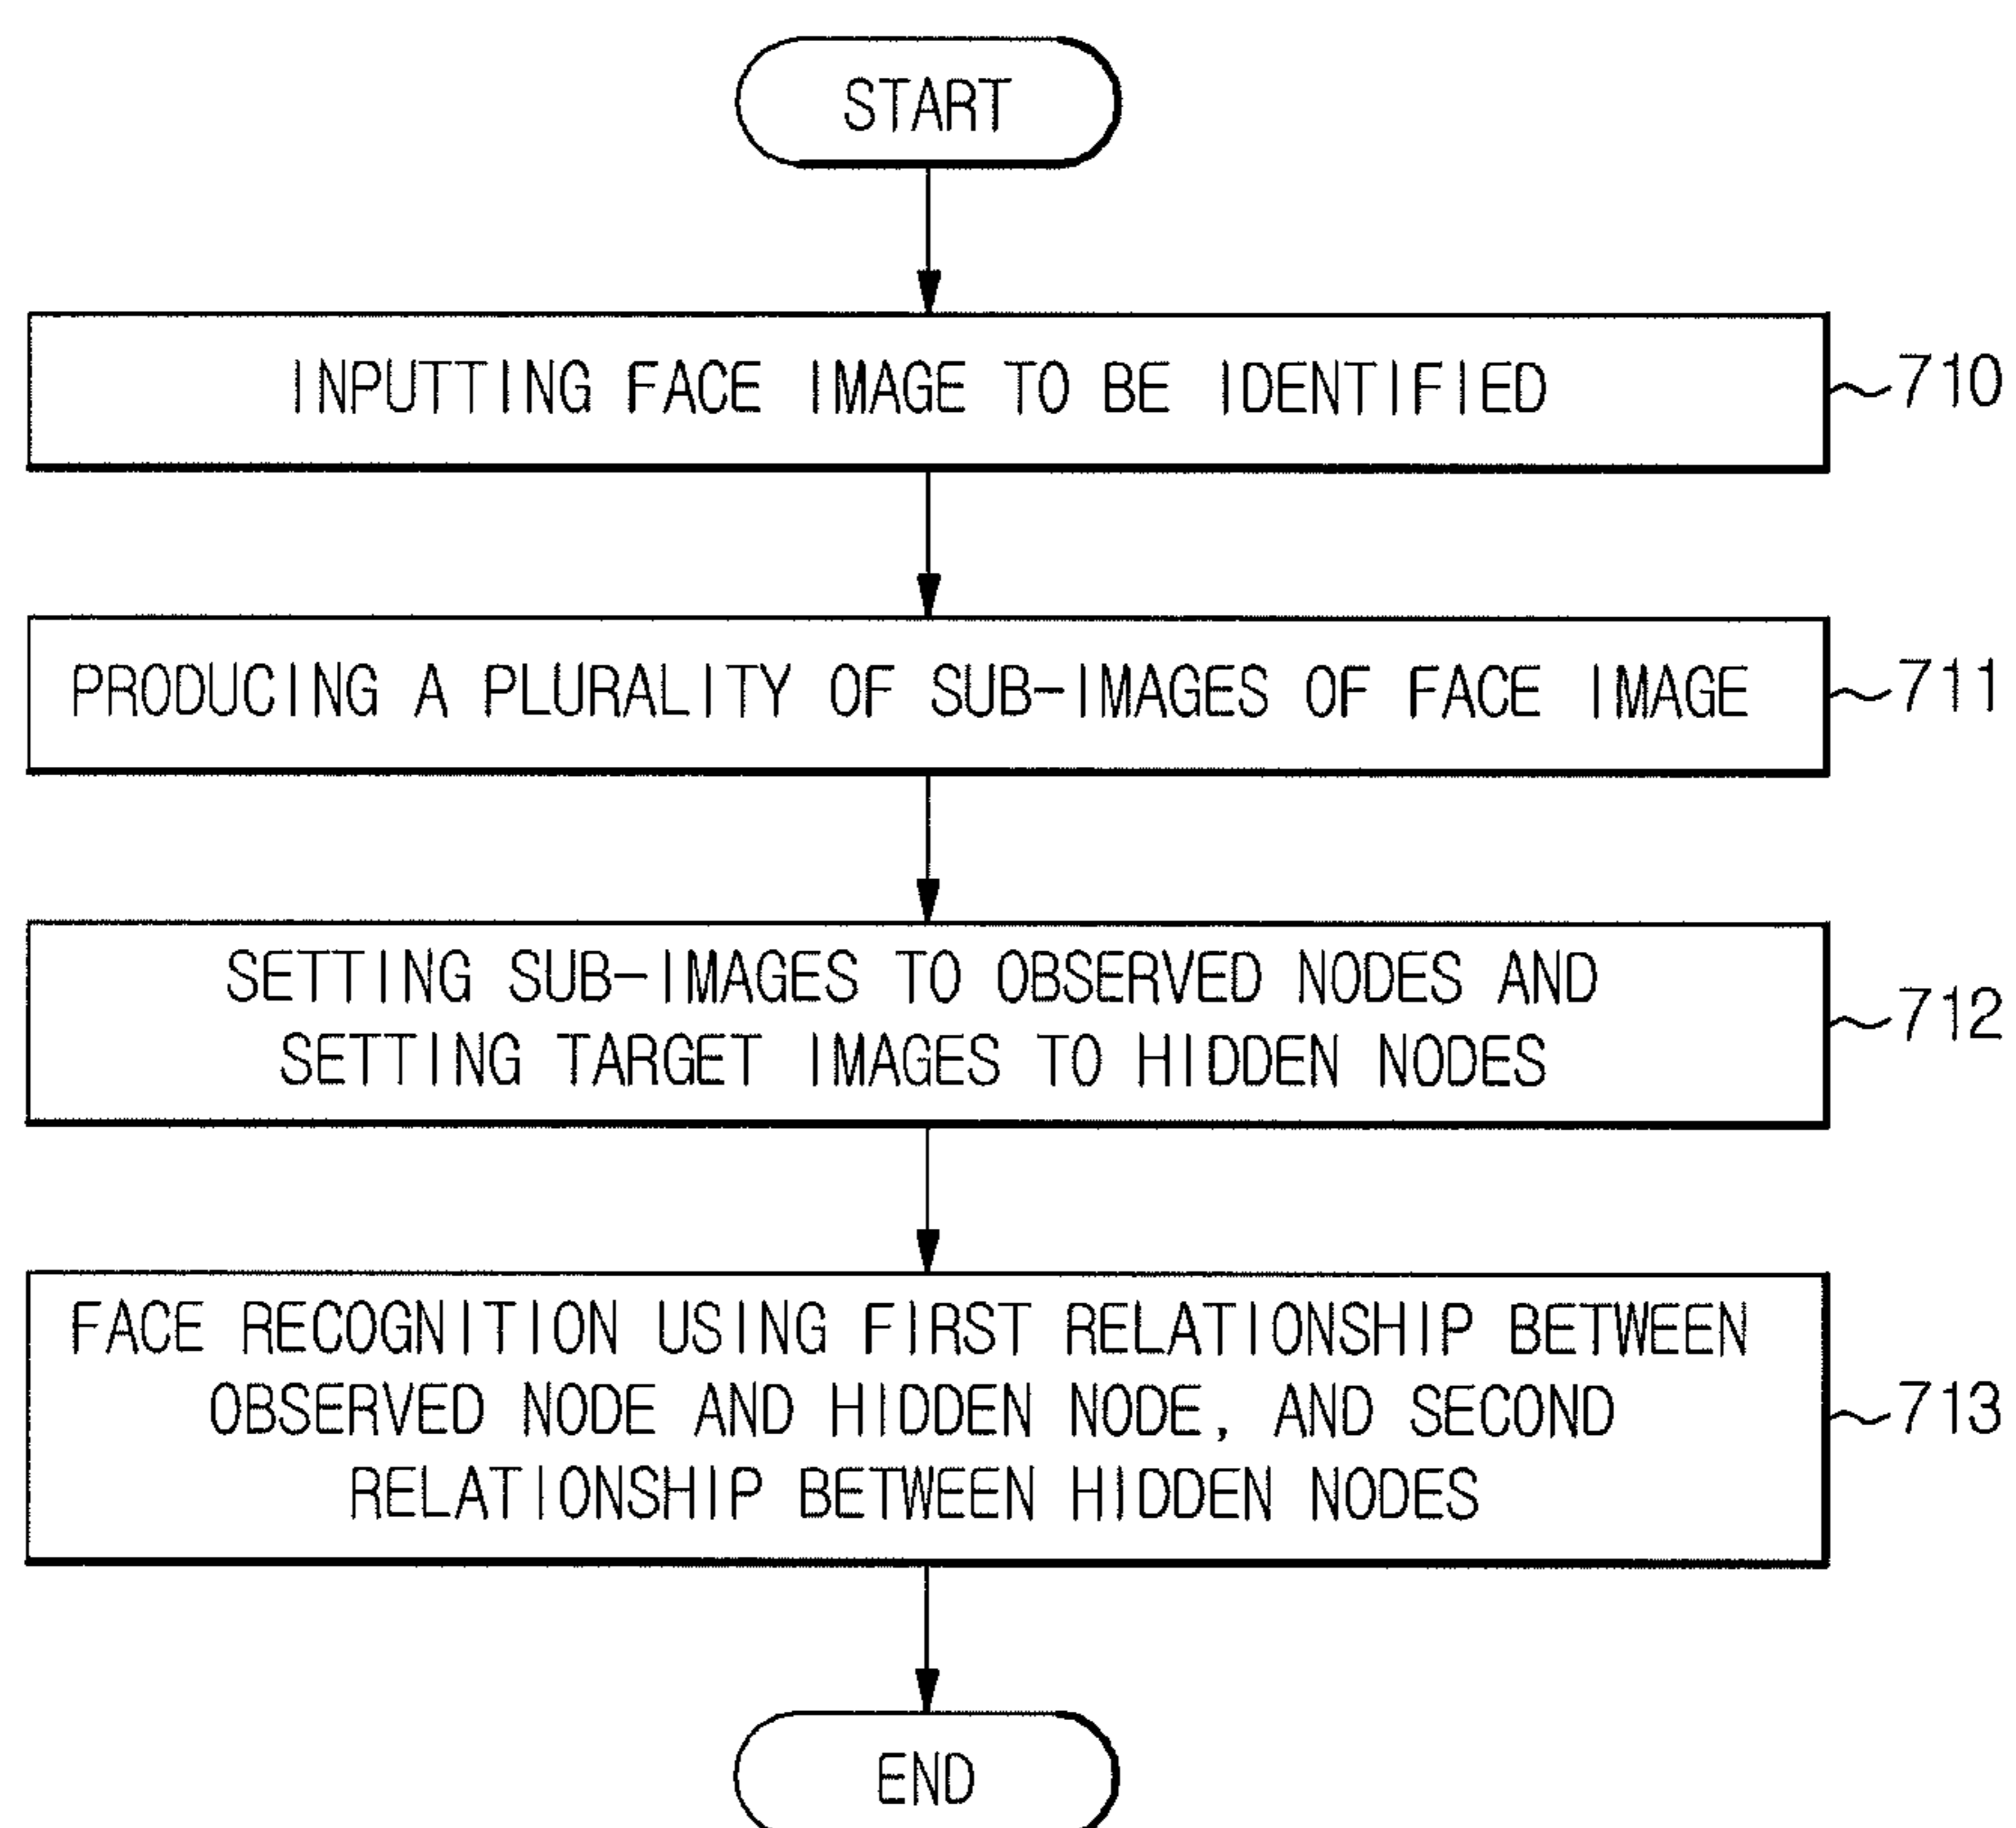 START
INPUTTING FACE IMAGE TO BE IDENTIFIED
710
PRODUCING A PLURALITY OF SUB-IMAGES OF FACE IMAGE
711
SETTING SUB-IMAGES TO OBSERVED NODES AND
SETTING TARGET IMAGES TO HIDDEN NODES
712
FACE RECOGNITION USING FIRST RELATIONSHIP BETWEEN
OBSERVED NODE AND HIDDEN NODE, AND SECOND
RELATIONSHIP BETWEEN HIDDEN NODES
713
END